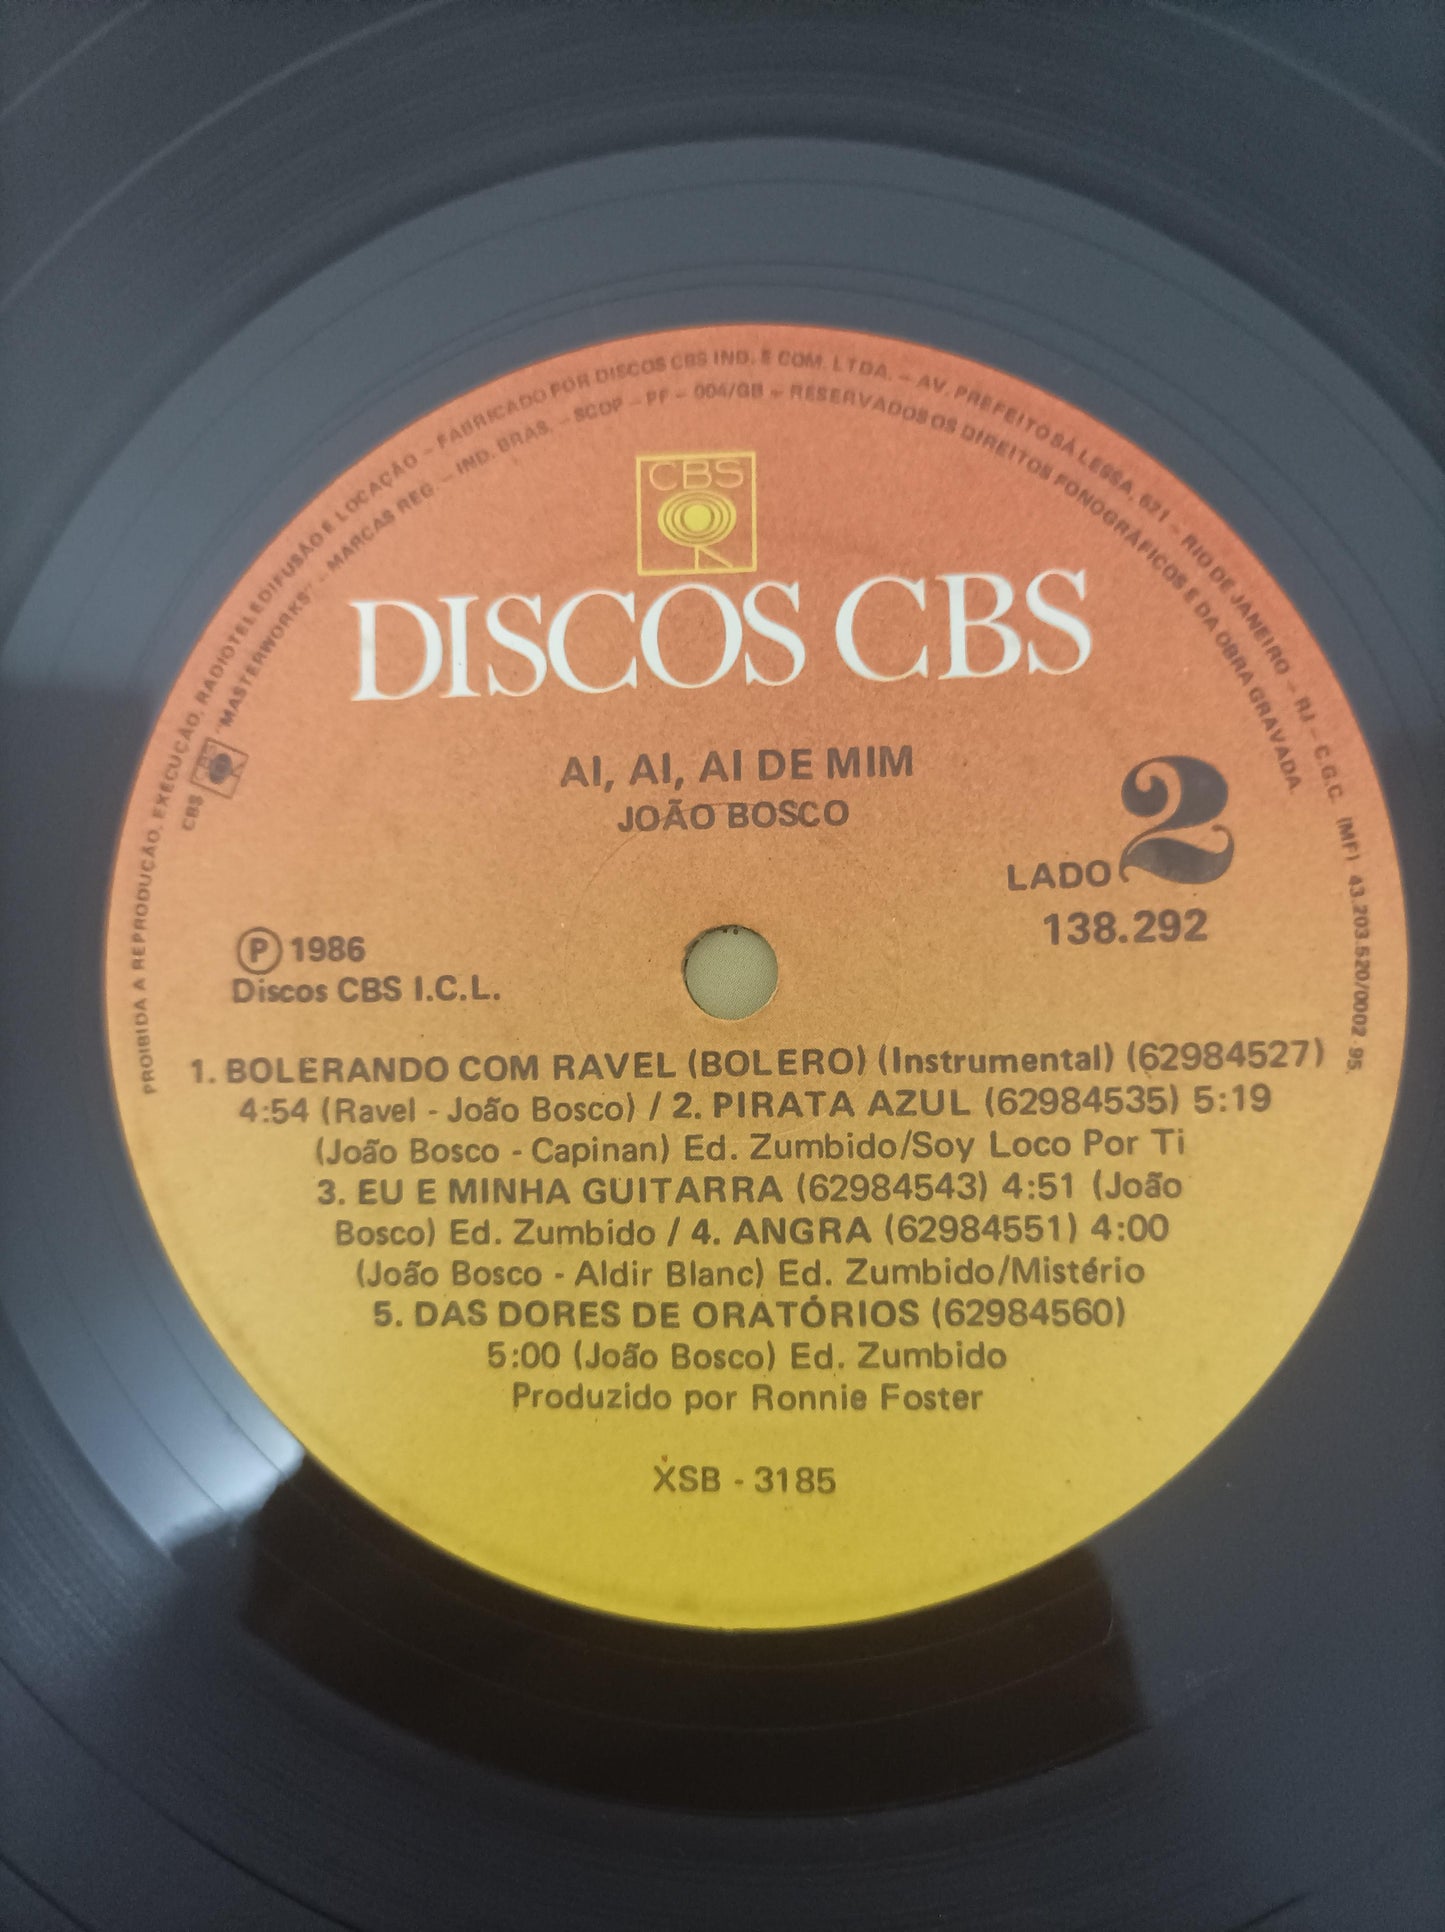 PROIBIDA A REPRODUÇÃO, EXECUÇÃO, RADIOTELEDIFUSÃO E LOCAÇÃO – FABRICADO POR DISCOS CBS IND. E COM. LTDA. – AV. PREFEITO SÁ LESSA, 621 – RIO DE JANEIRO – RJ – C.G.C. (MF) 43.203.520/0002 95.
CBS "MASTERWORKS" – MARCAS REG – IND. BRAS. – SCDP – PF – 004/GB – RESERVADOS OS DIREITOS FONOGRÁFICOS E DA OBRA GRAVADA
CBS
DISCOS CBS
AI, AI, AI DE MIM
JOÃO BOSCO
LADO 2
138.292
℗ 1986
Discos CBS I.C.L.
1. BOLERANDO COM RAVEL (BOLERO) (Instrumental) (62984527)
4:54 (Ravel - João Bosco) / 2. PIRATA AZUL (62984535) 5:19
(João Bosco - Capinan) Ed. Zumbido/Soy Loco Por Ti
3. EU E MINHA GUITARRA (62984543) 4:51 (João
Bosco) Ed. Zumbido / 4. ANGRA (62984551) 4:00
(João Bosco - Aldir Blanc) Ed. Zumbido/Mistério
5. DAS DORES DE ORATÓRIOS (62984560)
5:00 (João Bosco) Ed. Zumbido
Produzido por Ronnie Foster
XSB - 3185